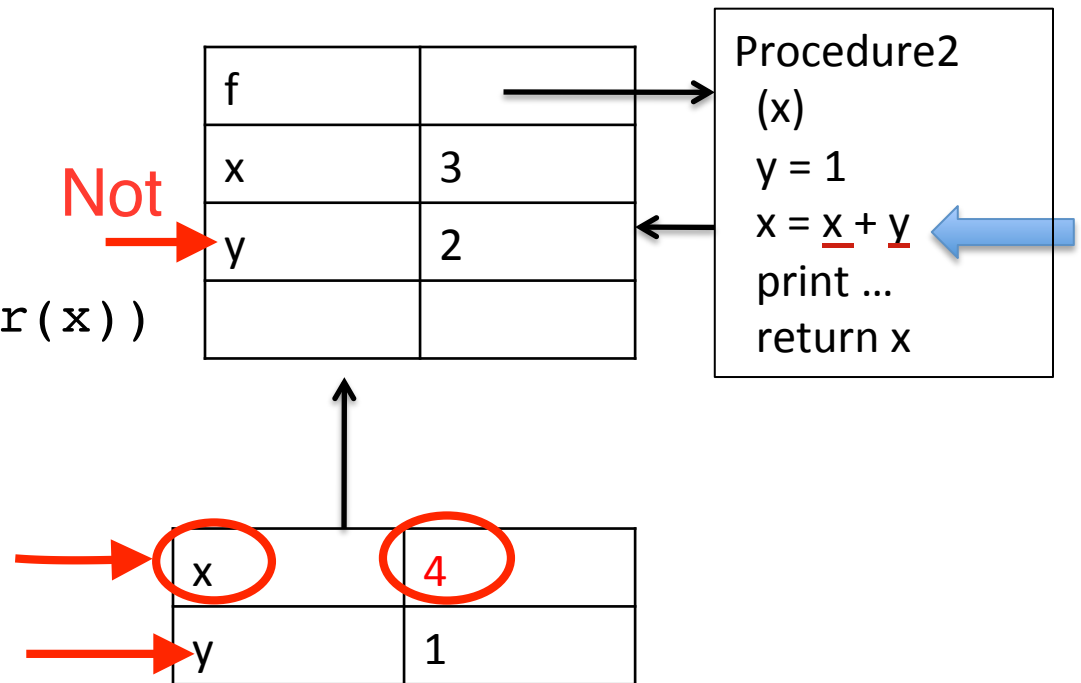 f
x 3
Not
y 2
r(x))
Procedure2
(x)
y = 1
x = x + y
print …
return x
x 4
y 1